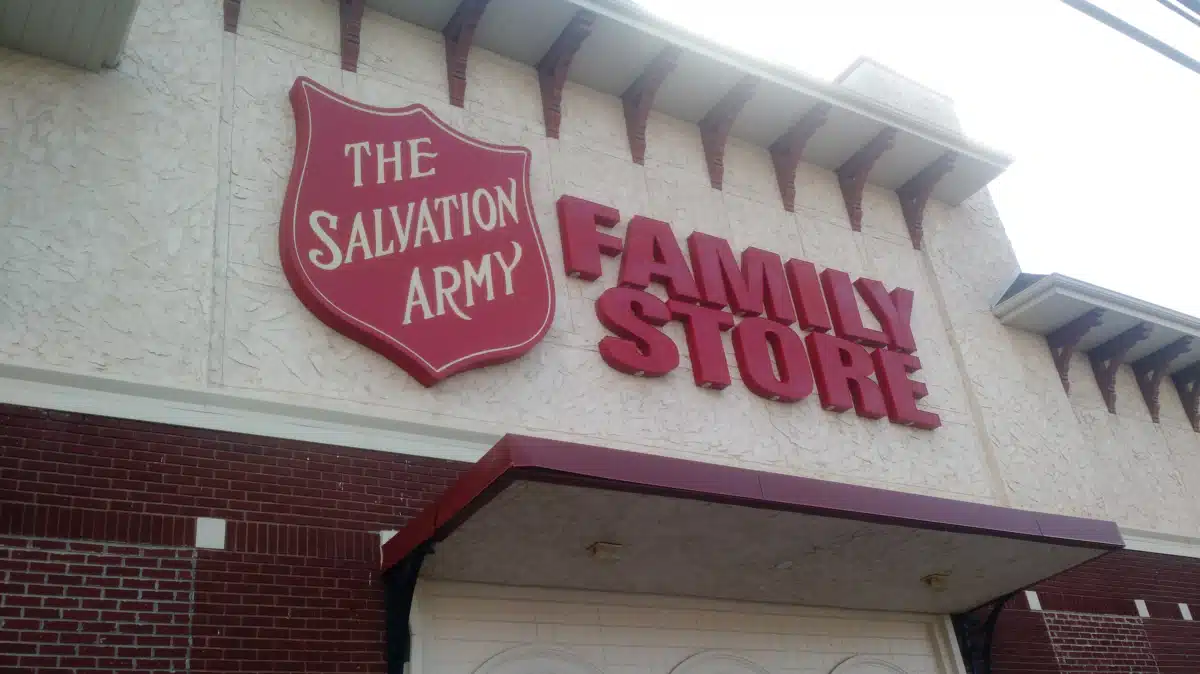 THE
SALVATION
ARMY
FAMILY
STORE